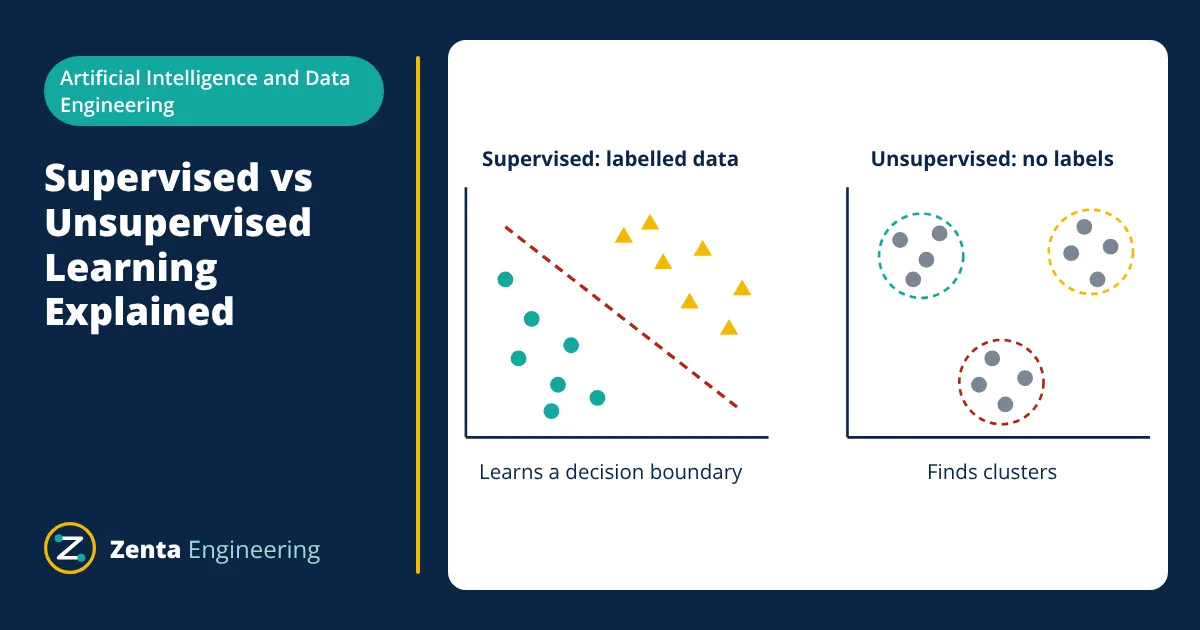 Artificial Intelligence and Data
Engineering
Supervised vs
Unsupervised
Learning
Explained
Z
Zenta Engineering
Supervised: labelled data
Learns a decision boundary
Unsupervised: no labels
Finds clusters